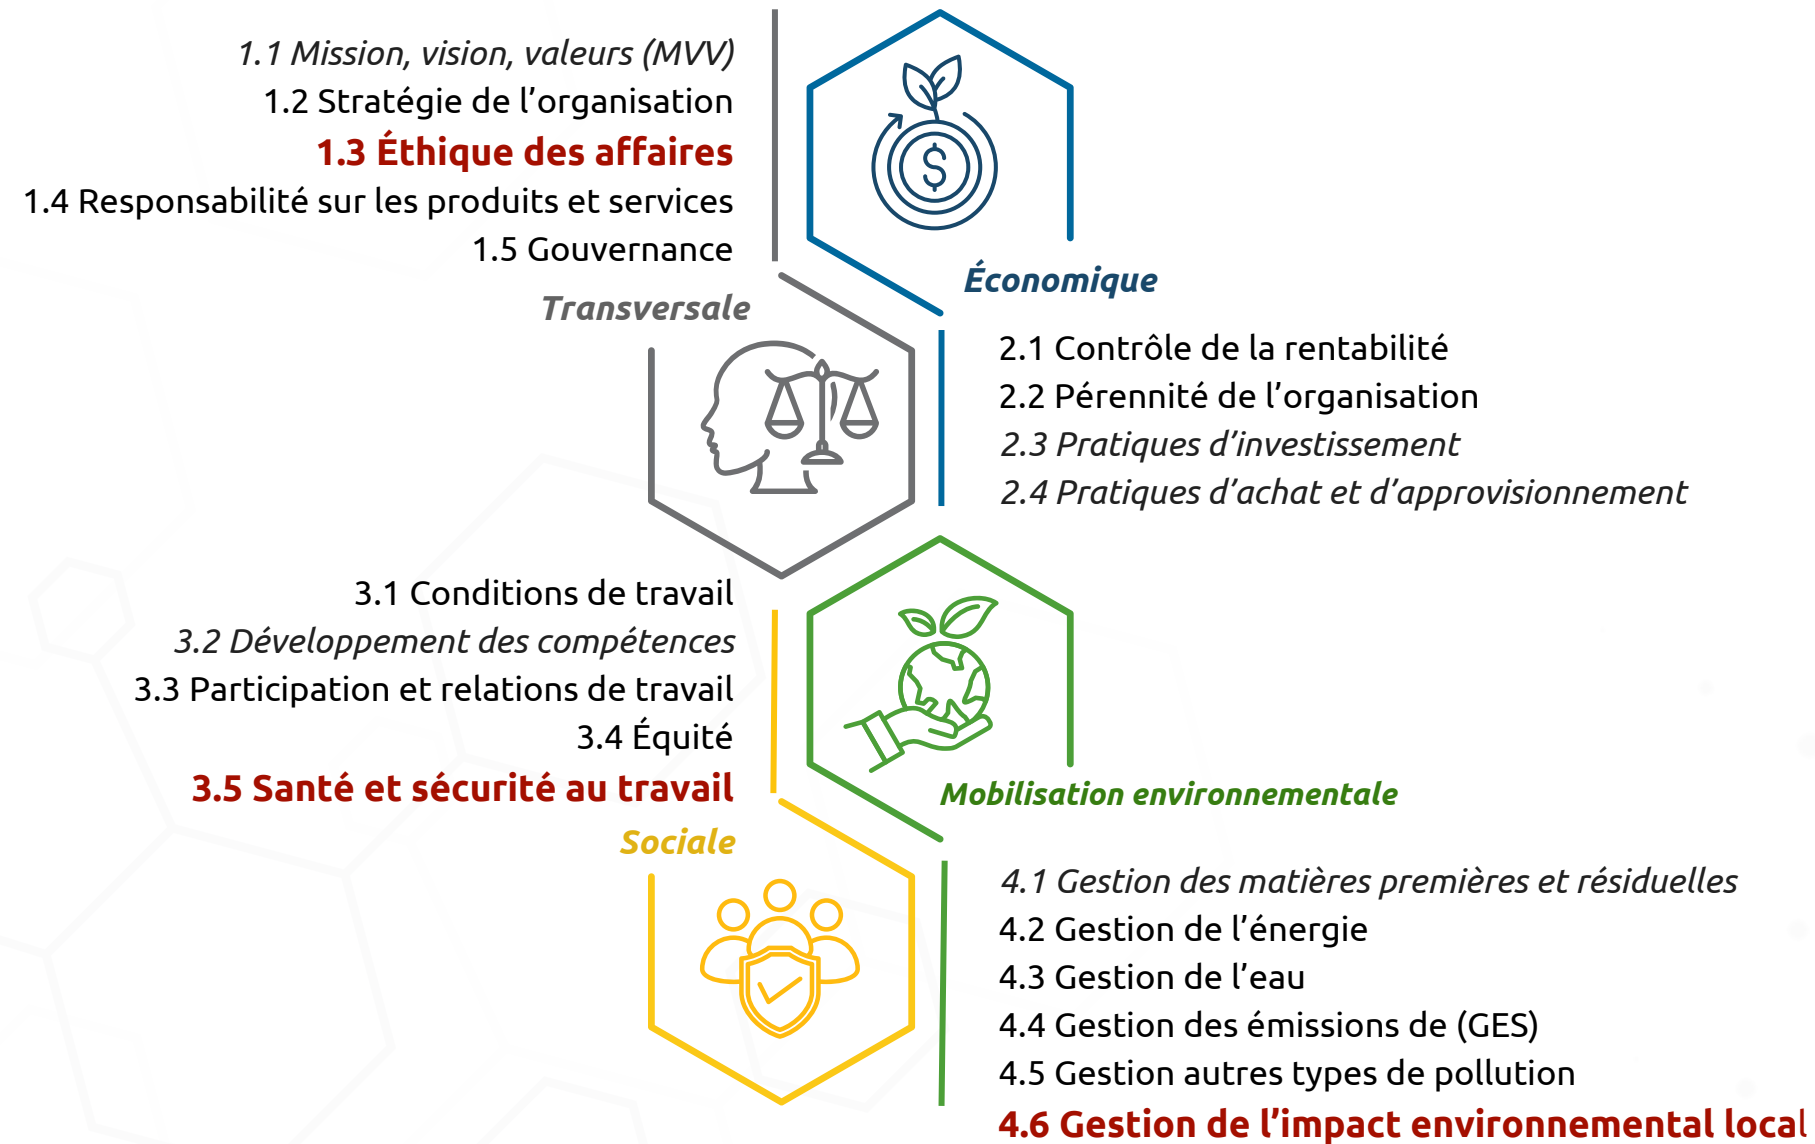 1.1 Mission, vision, valeurs (MVV)
1.2 Stratégie de l’organisation
1.3 Éthique des affaires
1.4 Responsabilité sur les produits et services
1.5 Gouvernance
Transversale
$
Économique
2.1 Contrôle de la rentabilité
2.2 Pérennité de l’organisation
2.3 Pratiques d’investissement
2.4 Pratiques d’achat et d’approvisionnement
3.1 Conditions de travail
3.2 Développement des compétences
3.3 Participation et relations de travail
3.4 Équité
3.5 Santé et sécurité au travail
Sociale
Mobilisation environnementale
4.1 Gestion des matières premières et résiduelles
4.2 Gestion de l’énergie
4.3 Gestion de l’eau
4.4 Gestion des émissions de (GES)
4.5 Gestion autres types de pollution
4.6 Gestion de l’impact environnemental local